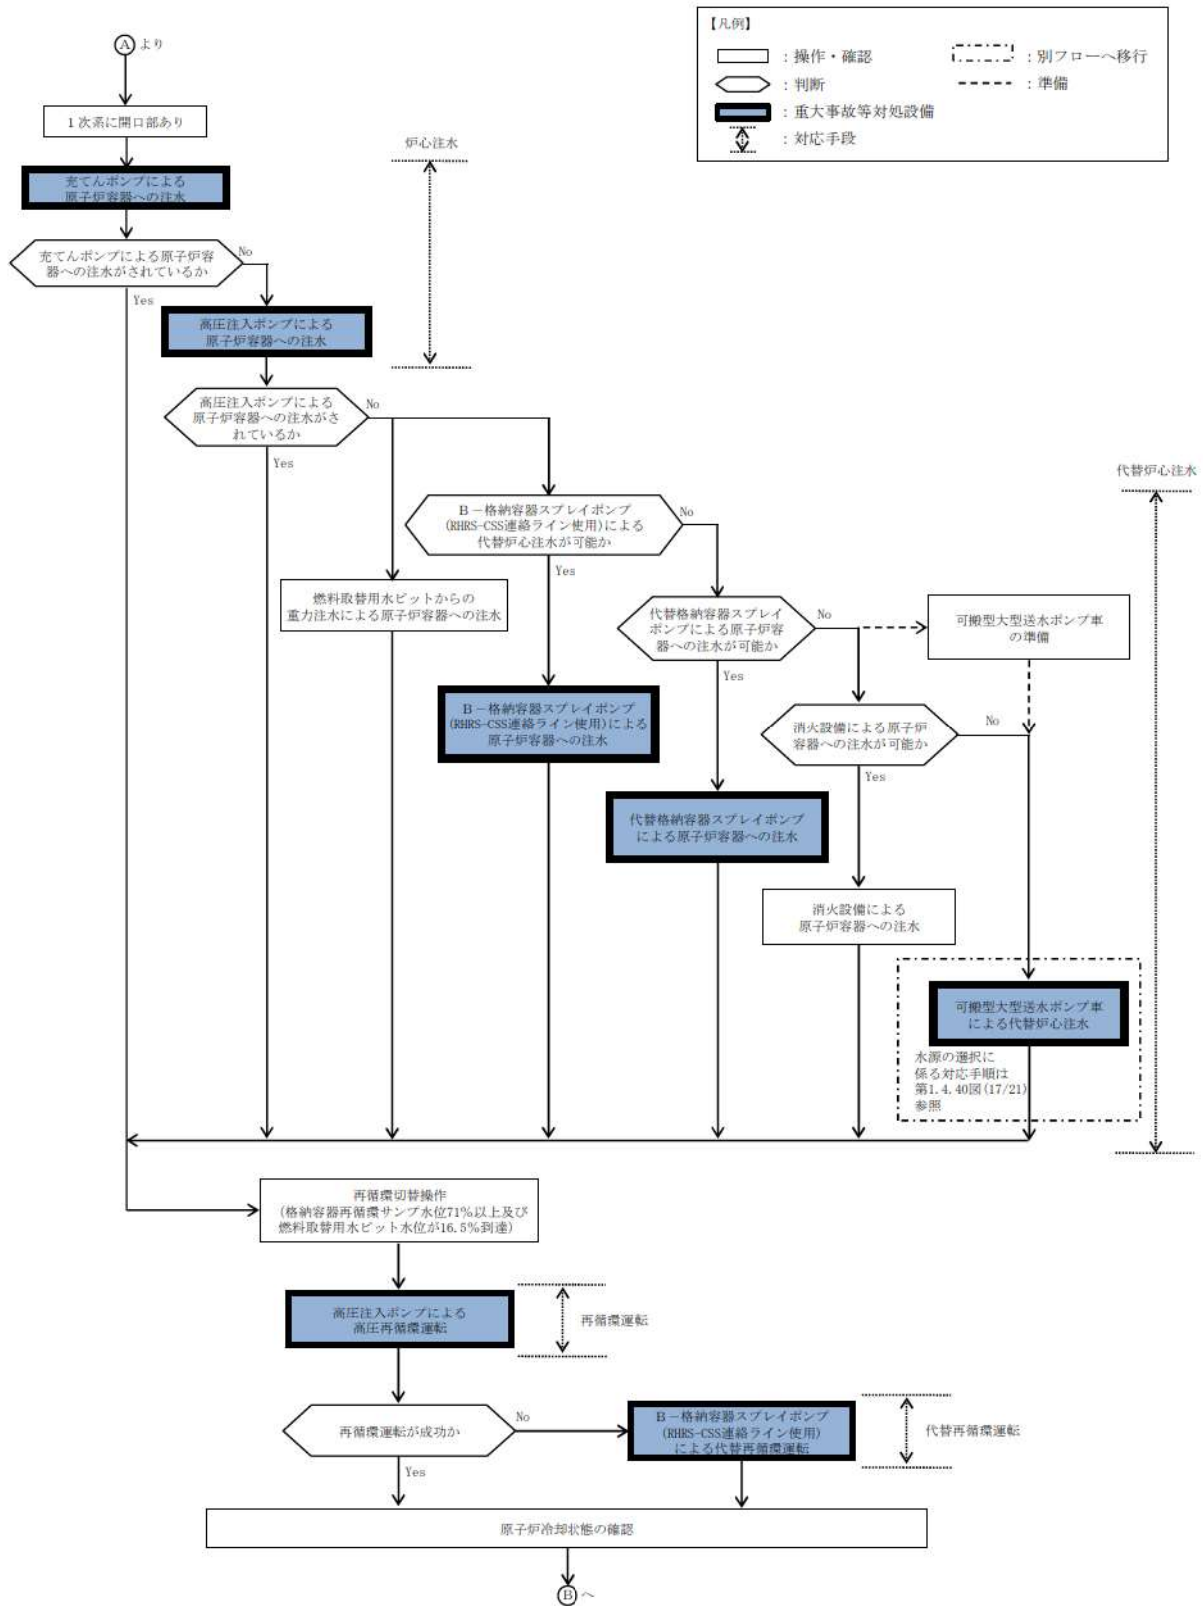 【凡例】
：操作・確認
：別フローへ移行
：判断
：準備
：重大事故等対処設備
：対応手段
Ⓐより
１次系に開口部あり
炉心注水
充てんポンプによる
原子炉容器への注水
充てんポンプによる原子炉容
器への注水がされているか
No
Yes
高圧注入ポンプによる
原子炉容器への注水
高圧注入ポンプによる
原子炉容器への注水がさ
れているか
No
Yes
代替炉心注水
Ｂ－格納容器スプレイポンプ
(RHRS-CSS連絡ライン使用)による
代替炉心注水が可能か
No
Yes
燃料取替用水ピットからの
重力注水による原子炉容器への注水
代替格納容器スプレイ
ポンプによる原子炉容
器への注水が可能か
No
Yes
可搬型大型送水ポンプ車
の準備
Ｂ－格納容器スプレイポンプ
(RHRS-CSS連絡ライン使用)による
原子炉容器への注水
消火設備による原子炉
容器への注水が可能か
No
Yes
代替格納容器スプレイポンプ
による原子炉容器への注水
消火設備による
原子炉容器への注水
可搬型大型送水ポンプ車
による代替炉心注水
水源の選択に
係る対応手順は
第1.4.40図(17/21)
参照
再循環切替操作
(格納容器再循環サンプ水位71％以上及び
燃料取替用水ピット水位が16.5％到達)
高圧注入ポンプによる
高圧再循環運転
再循環運転
再循環運転が成功か
No
Yes
Ｂ－格納容器スプレイポンプ
(RHRS-CSS連絡ライン使用)
による代替再循環運転
代替再循環運転
原子炉冷却状態の確認
Ⓑへ